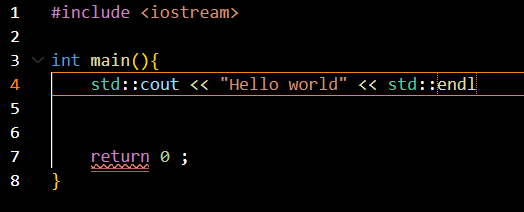 1 #include <iostream>
2
3 int main(){
4 std::cout << "Hello world" << std::endl
5
6
7 return 0 ;
8 }